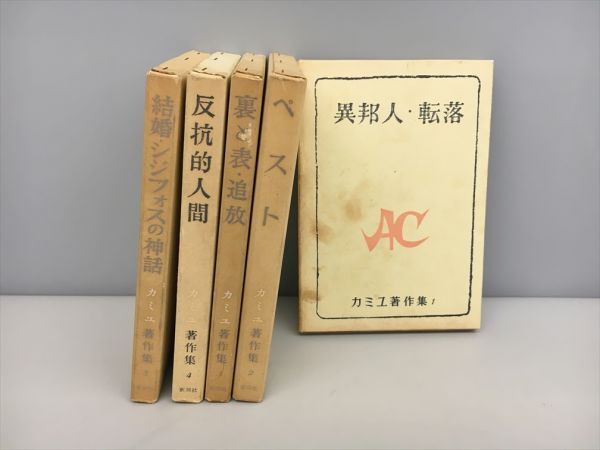 結婚・シジフォスの神話
カミュ
著作集3
反抗的人間
カミュ
著作集4
新潮社
裏と表・追放
カミュ
著作集
ペスト
カミュ
著作集2
異邦人・転落
AC
カミユ著作集1